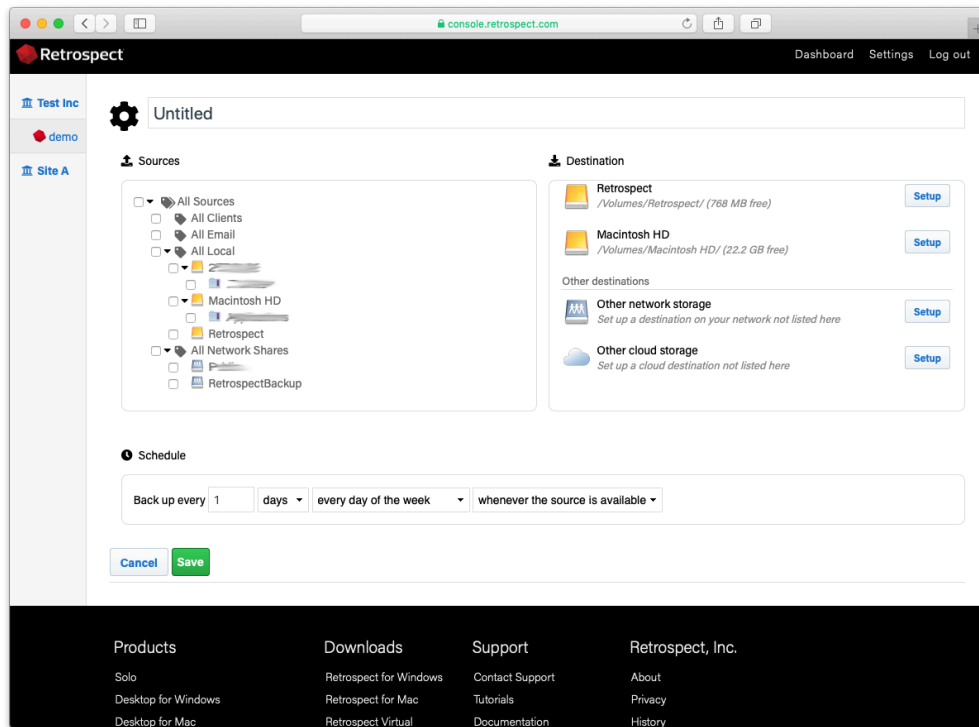 console.retrospect.com
Retrospect
Dashboard Settings Log out
Test Inc
demo
Site A
Untitled
Sources
All Sources
All Clients
All Email
All Local
Macintosh HD
Retrospect
All Network Shares
RetrospectBackup
Destination
Retrospect
/Volumes/Retrospect/ (768 MB free)
Setup
Macintosh HD
/Volumes/Macintosh HD/ (22.2 GB free)
Setup
Other destinations
Other network storage
Set up a destination on your network not listed here
Setup
Other cloud storage
Set up a cloud destination not listed here
Setup
Schedule
Back up every 1 days every day of the week whenever the source is available
Cancel Save
Products
Solo
Desktop for Windows
Desktop for Mac
Downloads
Retrospect for Windows
Retrospect for Mac
Retrospect Virtual
Support
Contact Support
Tutorials
Documentation
Retrospect, Inc.
About
Privacy
History